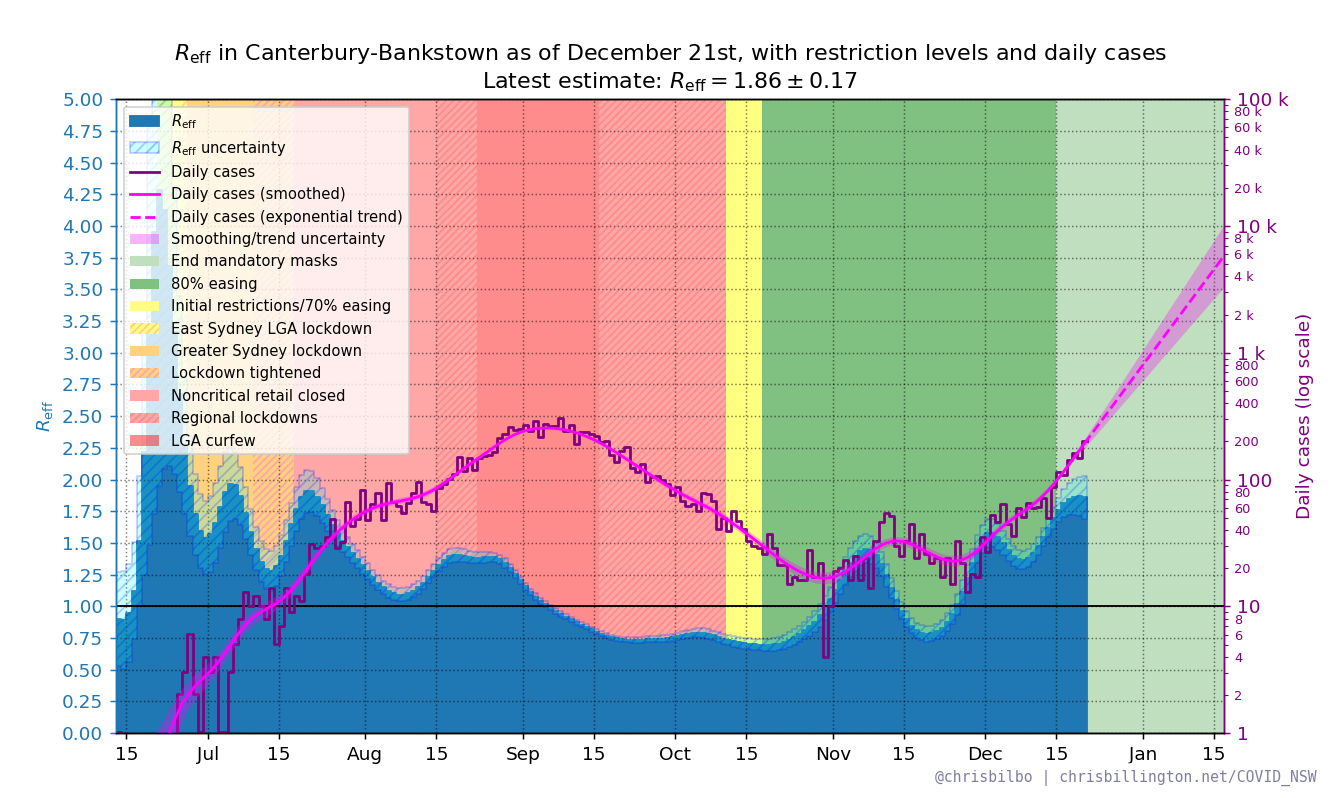 Reff in Canterbury-Bankstown as of December 21st, with restriction levels and daily cases
Latest estimate: Reff = 1.86 ± 0.17
5.00
4.75
4.50
4.25
4.00
3.75
3.50
3.25
3.00
2.75
2.50
2.25
2.00
1.75
1.50
1.25
1.00
0.75
0.50
0.25
0.00
Reff
Reff
Reff uncertainty
Daily cases
Daily cases (smoothed)
Daily cases (exponential trend)
Smoothing/trend uncertainty
End mandatory masks
80% easing
Initial restrictions/70% easing
East Sydney LGA lockdown
Greater Sydney lockdown
Lockdown tightened
Noncritical retail closed
Regional lockdowns
LGA curfew
100 k
80 k
60 k
40 k
20 k
10 k
8 k
6 k
4 k
2 k
1 k
800
600
400
200
100
80
60
40
20
10
8
6
4
2
1
Daily cases (log scale)
15 Jul 15 Aug 15 Sep 15 Oct 15 Nov 15 Dec 15 Jan 15
@chrisbilbo | chrisbillington.net/COVID_NSW